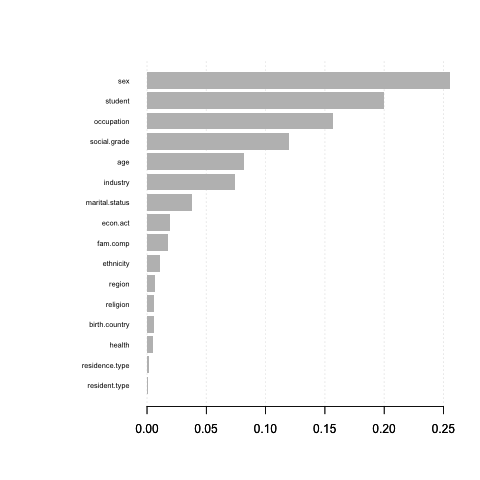 sex
student
occupation
social.grade
age
industry
marital.status
econ.act
fam.comp
ethnicity
region
religion
birth.country
health
residence.type
resident.type
0.00 0.05 0.10 0.15 0.20 0.25